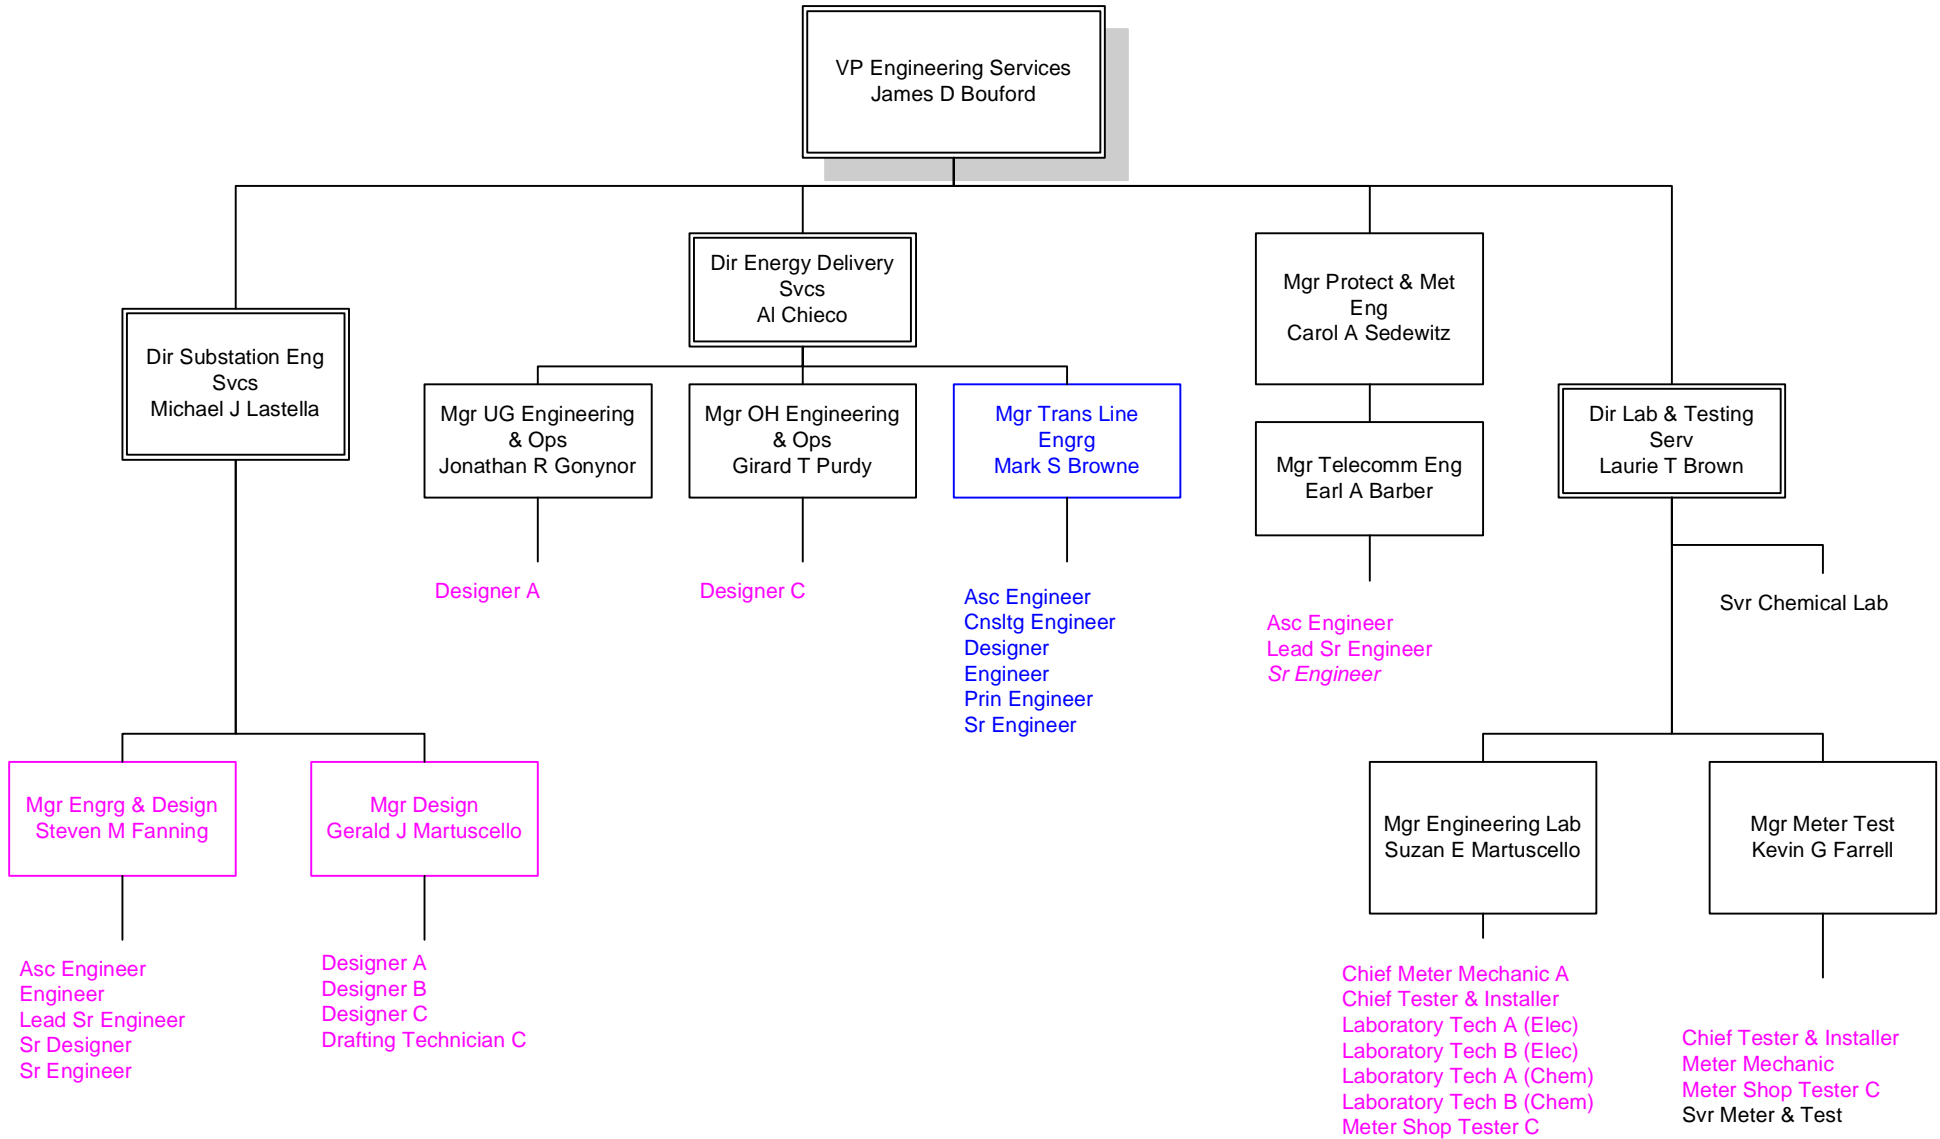 VP Engineering Services
James D Bouford
Dir Energy Delivery
Svcs
Al Chieco
Mgr Protect & Met
Eng
Carol A Sedewitz
Dir Substation Eng
Svcs
Michael J Lastella
Mgr UG Engineering
& Ops
Jonathan R Gonynor
Mgr OH Engineering
& Ops
Girard T Purdy
Mgr Trans Line
Engrg
Mark S Browne
Mgr Telecomm Eng
Earl A Barber
Dir Lab & Testing
Serv
Laurie T Brown
Designer A
Designer C
Asc Engineer
Cnsltg Engineer
Designer
Engineer
Prin Engineer
Sr Engineer
Asc Engineer
Lead Sr Engineer
Sr Engineer
Svr Chemical Lab
Mgr Engrg & Design
Steven M Fanning
Mgr Design
Gerald J Martuscello
Mgr Engineering Lab
Suzan E Martuscello
Mgr Meter Test
Kevin G Farrell
Asc Engineer
Engineer
Lead Sr Engineer
Sr Designer
Sr Engineer
Designer A
Designer B
Designer C
Drafting Technician C
Chief Meter Mechanic A
Chief Tester & Installer
Laboratory Tech A (Elec)
Laboratory Tech B (Elec)
Laboratory Tech A (Chem)
Laboratory Tech B (Chem)
Meter Shop Tester C
Chief Tester & Installer
Meter Mechanic
Meter Shop Tester C
Svr Meter & Test